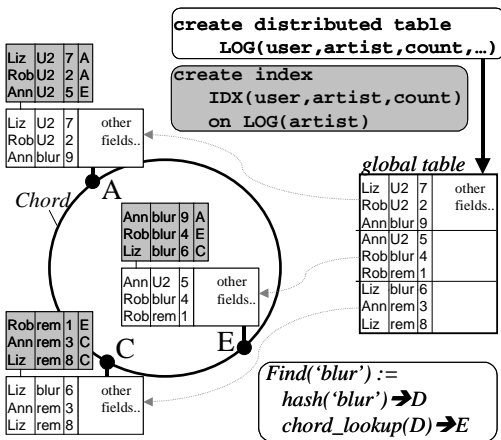 create distributed table
LOG(user,artist,count,…)
create index
IDX(user,artist,count)
on LOG(artist)
Liz U2 7 A
Rob U2 2 A
Ann U2 5 E
Liz U2 7 other
Rob U2 2 fields..
Ann blur 9
A
Chord
Ann blur 9 A
Rob blur 4 E
Liz blur 6 C
Ann U2 5 other
Rob blur 4 fields..
Rob rem 1
E
Rob rem 1 E
Ann rem 3 C
Liz rem 8 C
C
Liz blur 6 other
Ann rem 3 fields..
Liz rem 8
global table
Liz U2 7 other
Rob U2 2 fields..
Ann blur 9
Ann U2 5
Rob blur 4
Rob rem 1
Liz blur 6
Ann rem 3
Liz rem 8
Find(‘blur’) :=
hash(‘blur’)➔D
chord_lookup(D)➔E